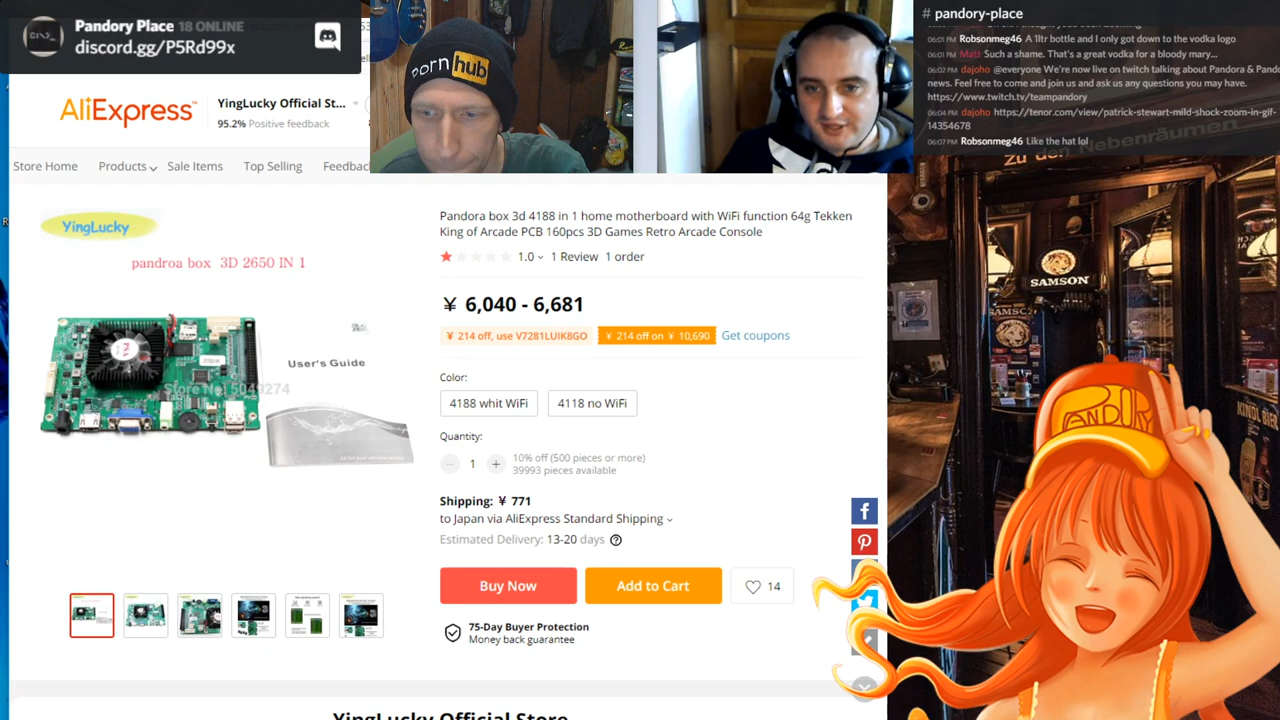 Pandory Place 18 ONLINE
discord.gg/P5Rd99x
AliExpress™
YingLucky Official St...
95.2% Positive feedback
Store Home Products Sale Items Top Selling Feedbac
pornhub
# pandory-place
06:01 PM Robsonmeg46 A 1ltr bottle and I only got down to the vodka logo
06:01 PM Matt Such a shame. That's a great vodka for a bloody mary...
06:02 PM dajoho @everyone We're now live on twitch talking about Pandora & Pand
news. Feel free to come and join us and ask us any questions you may have.
https://www.twitch.tv/teampandory
06:04 PM dajoho https://tenor.com/view/patrick-stewart-mild-shock-zoom-in-gif-
14354678
06:07 PM Robsonmeg46 Like the hat lol
Zu den Nebenräumen
SAMSON
YingLucky
pandroa box 3D 2650 IN 1
User's Guide
Store No: 5049274
Pandora box 3d 4188 in 1 home motherboard with WiFi function 64g Tekken
King of Arcade PCB 160pcs 3D Games Retro Arcade Console
1.0 1 Review 1 order
¥ 6,040 - 6,681
¥ 214 off, use V7281LUIK8GO ¥ 214 off on ¥ 10,690 Get coupons
Color:
4188 whit WiFi 4118 no WiFi
Quantity:
1 10% off (500 pieces or more)
39993 pieces available
Shipping: ¥ 771
to Japan via AliExpress Standard Shipping
Estimated Delivery: 13-20 days
Buy Now Add to Cart 14
75-Day Buyer Protection
Money back guarantee
YingLucky Official Store
PANDORY